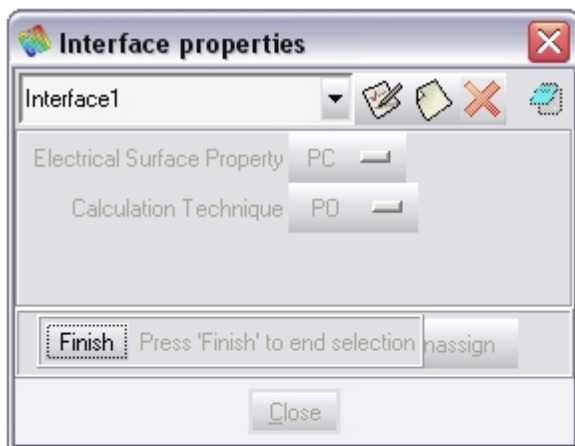 Interface properties
Interface1
Electrical Surface Property PC
Calculation Technique PO
Finish Press 'Finish' to end selection nassign
Close